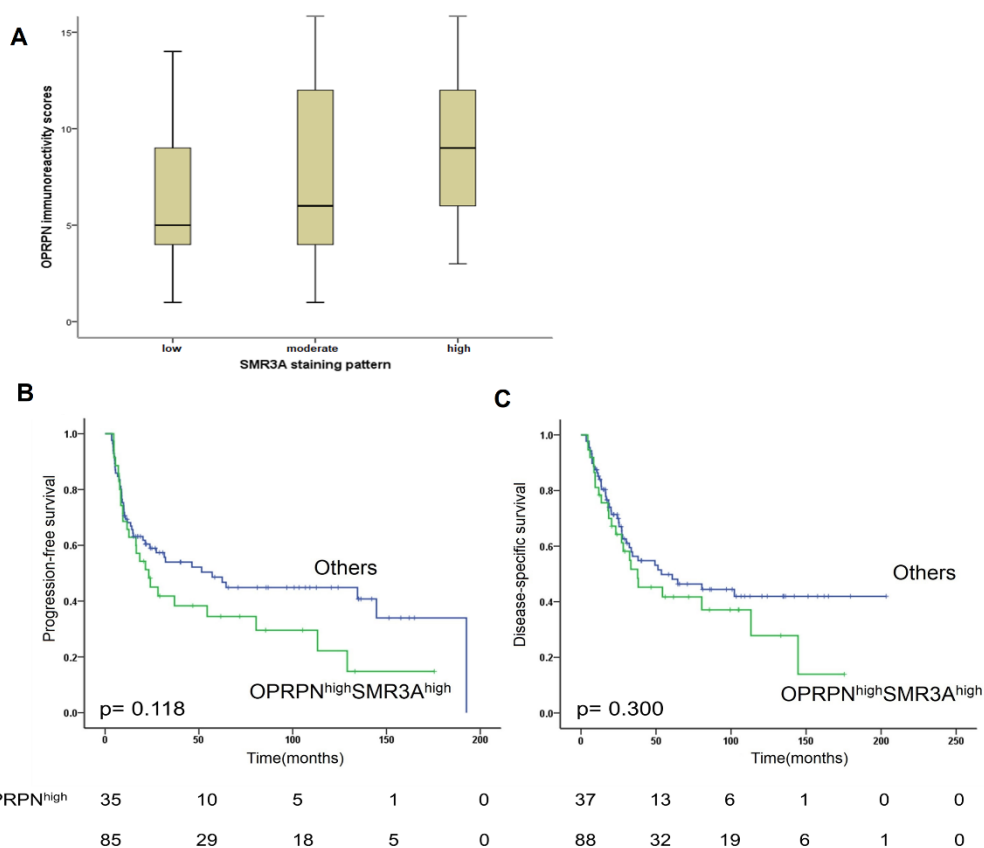 A
OPRPN immunoreactivity scores
15
10
5
0
low moderate high
SMR3A staining pattern
B
Progression-free survival
1.0
0.8
0.6
0.4
0.2
0.0
Others
OPRPNhighSMR3Ahigh
p= 0.118
0 50 100 150 200
Time(months)
PRPNhigh 35 10 5 1 0
85 29 18 5 0
C
Disease-specific survival
1.0
0.8
0.6
0.4
0.2
0.0
Others
OPRPNhighSMR3Ahigh
p= 0.300
0 50 100 150 200 250
Time(months)
37 13 6 1 0 0
88 32 19 6 1 0